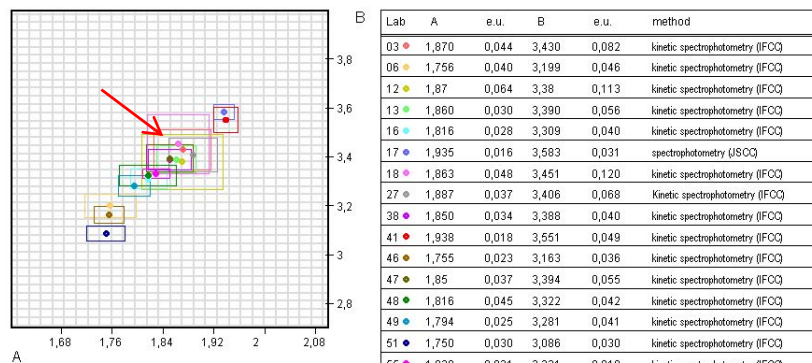 B
3,8
3,6
3,4
3,2
3
2,8
1,68 1,76 1,84 1,92 2 2,08
A
Lab A e.u. B e.u. method
03 1,870 0,044 3,430 0,082 kinetic spectrophotometry (IFCC)
06 1,756 0,040 3,199 0,046 kinetic spectrophotometry (IFCC)
12 1,87 0,064 3,38 0,113 kinetic spectrophotometry (IFCC)
13 1,860 0,030 3,390 0,056 kinetic spectrophotometry (IFCC)
16 1,816 0,028 3,309 0,040 kinetic spectrophotometry (IFCC)
17 1,935 0,016 3,583 0,031 spectrophotometry (JSCC)
18 1,863 0,048 3,451 0,120 kinetic spectrophotometry (IFCC)
27 1,887 0,037 3,406 0,068 Kinetic spectrophotometry (IFCC)
38 1,850 0,034 3,388 0,040 kinetic spectrophotometry (IFCC)
41 1,938 0,018 3,551 0,049 kinetic spectrophotometry (IFCC)
46 1,755 0,023 3,163 0,036 kinetic spectrophotometry (IFCC)
47 1,85 0,037 3,394 0,055 kinetic spectrophotometry (IFCC)
48 1,816 0,045 3,322 0,042 kinetic spectrophotometry (IFCC)
49 1,794 0,025 3,281 0,041 kinetic spectrophotometry (IFCC)
51 1,750 0,030 3,086 0,030 kinetic spectrophotometry (IFCC)